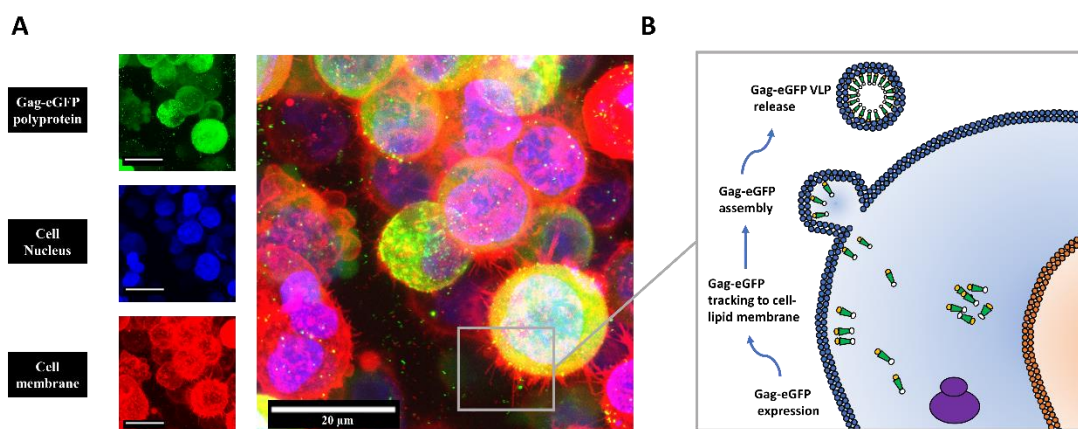 A
B
Gag-eGFP
polyprotein
Cell
Nucleus
Cell
membrane
20 µm
Gag-eGFP VLP
release
Gag-eGFP
assembly
Gag-eGFP
tracking to cell-
lipid membrane
Gag-eGFP
expression